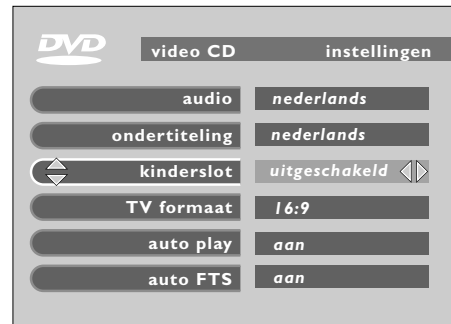 DVD
video CD instellingen
audio nederlands
ondertiteling nederlands
kinderslot uitgeschakeld
TV formaat 16:9
auto play aan
auto FTS aan